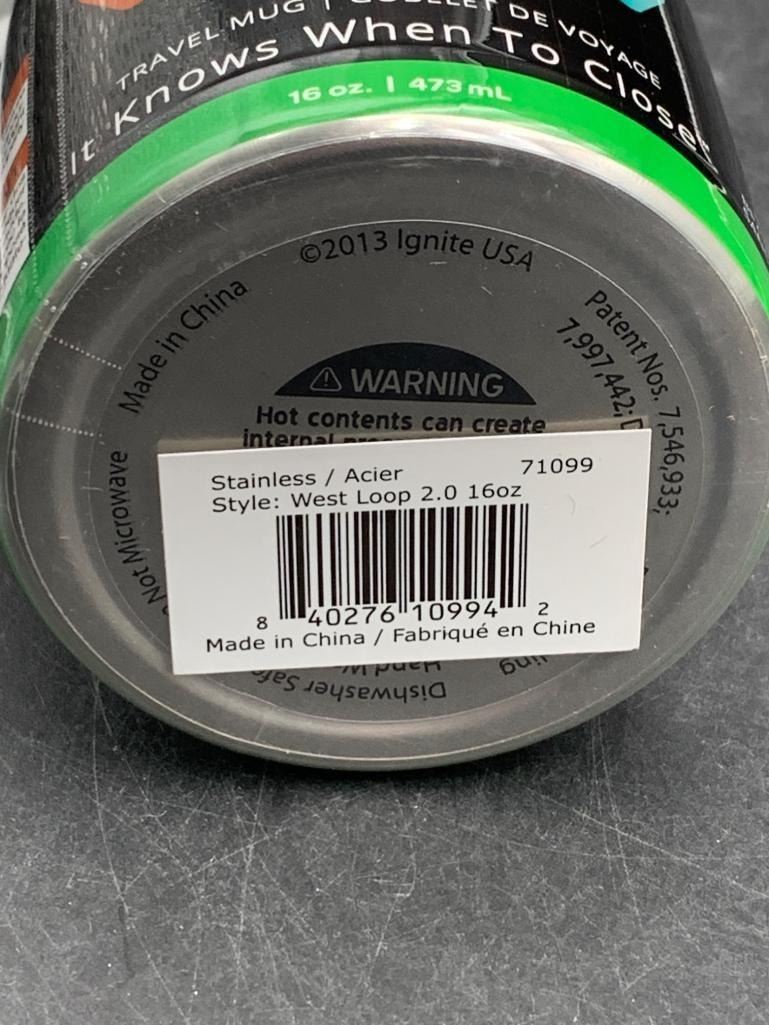 TRAVEL MUG | GOBELET DE VOYAGE
It Knows When To Close
16 oz. | 473 mL
©2013 Ignite USA
Made in China
Patent Nos. 7,546,933;
7,997,442;
WARNING
Hot contents can create
internal
Not Microwave
Stainless / Acier 71099
Style: West Loop 2.0 16oz
8 40276 10994 2
Made in China / Fabriqué en Chine
Hand
Dishwasher Safe